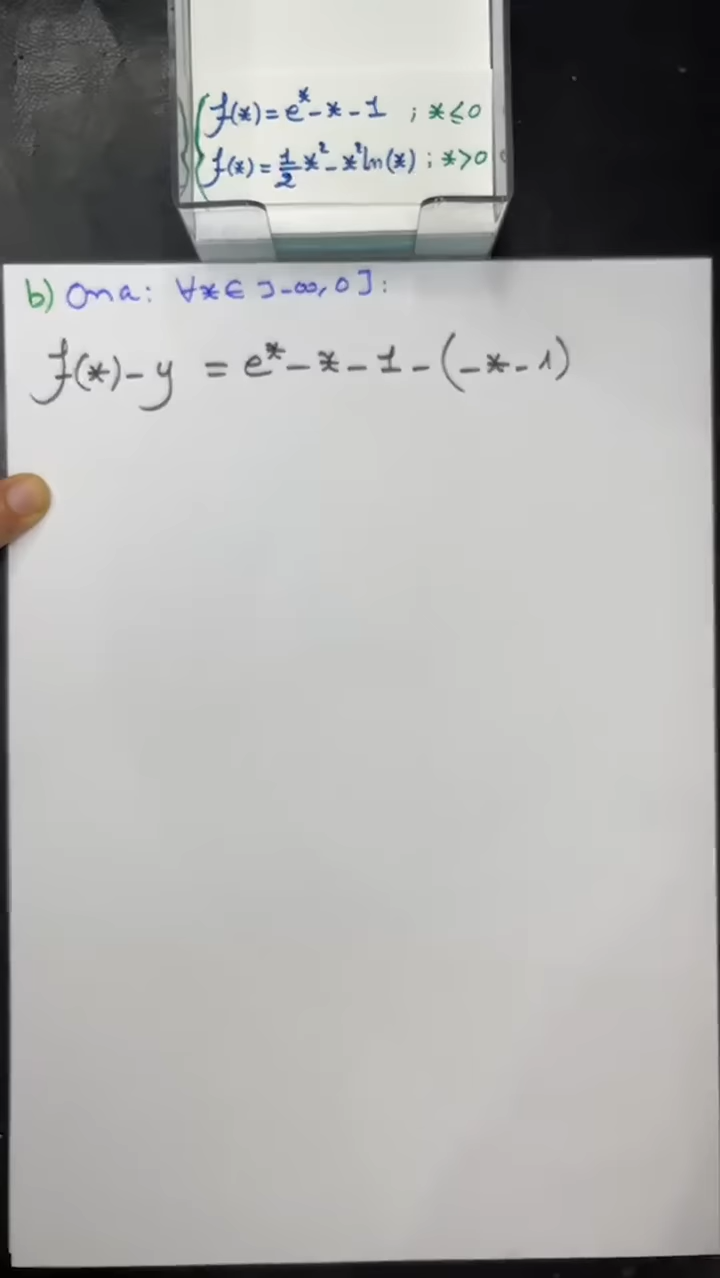 f(x) = e^x - x - 1 ; x ≤ 0
f(x) = 1/2 x² - x² ln(x) ; x > 0
b) On a : ∀x ∈ ]-∞, 0] :
f(x) - y = e^x - x - 1 - (-x - 1)